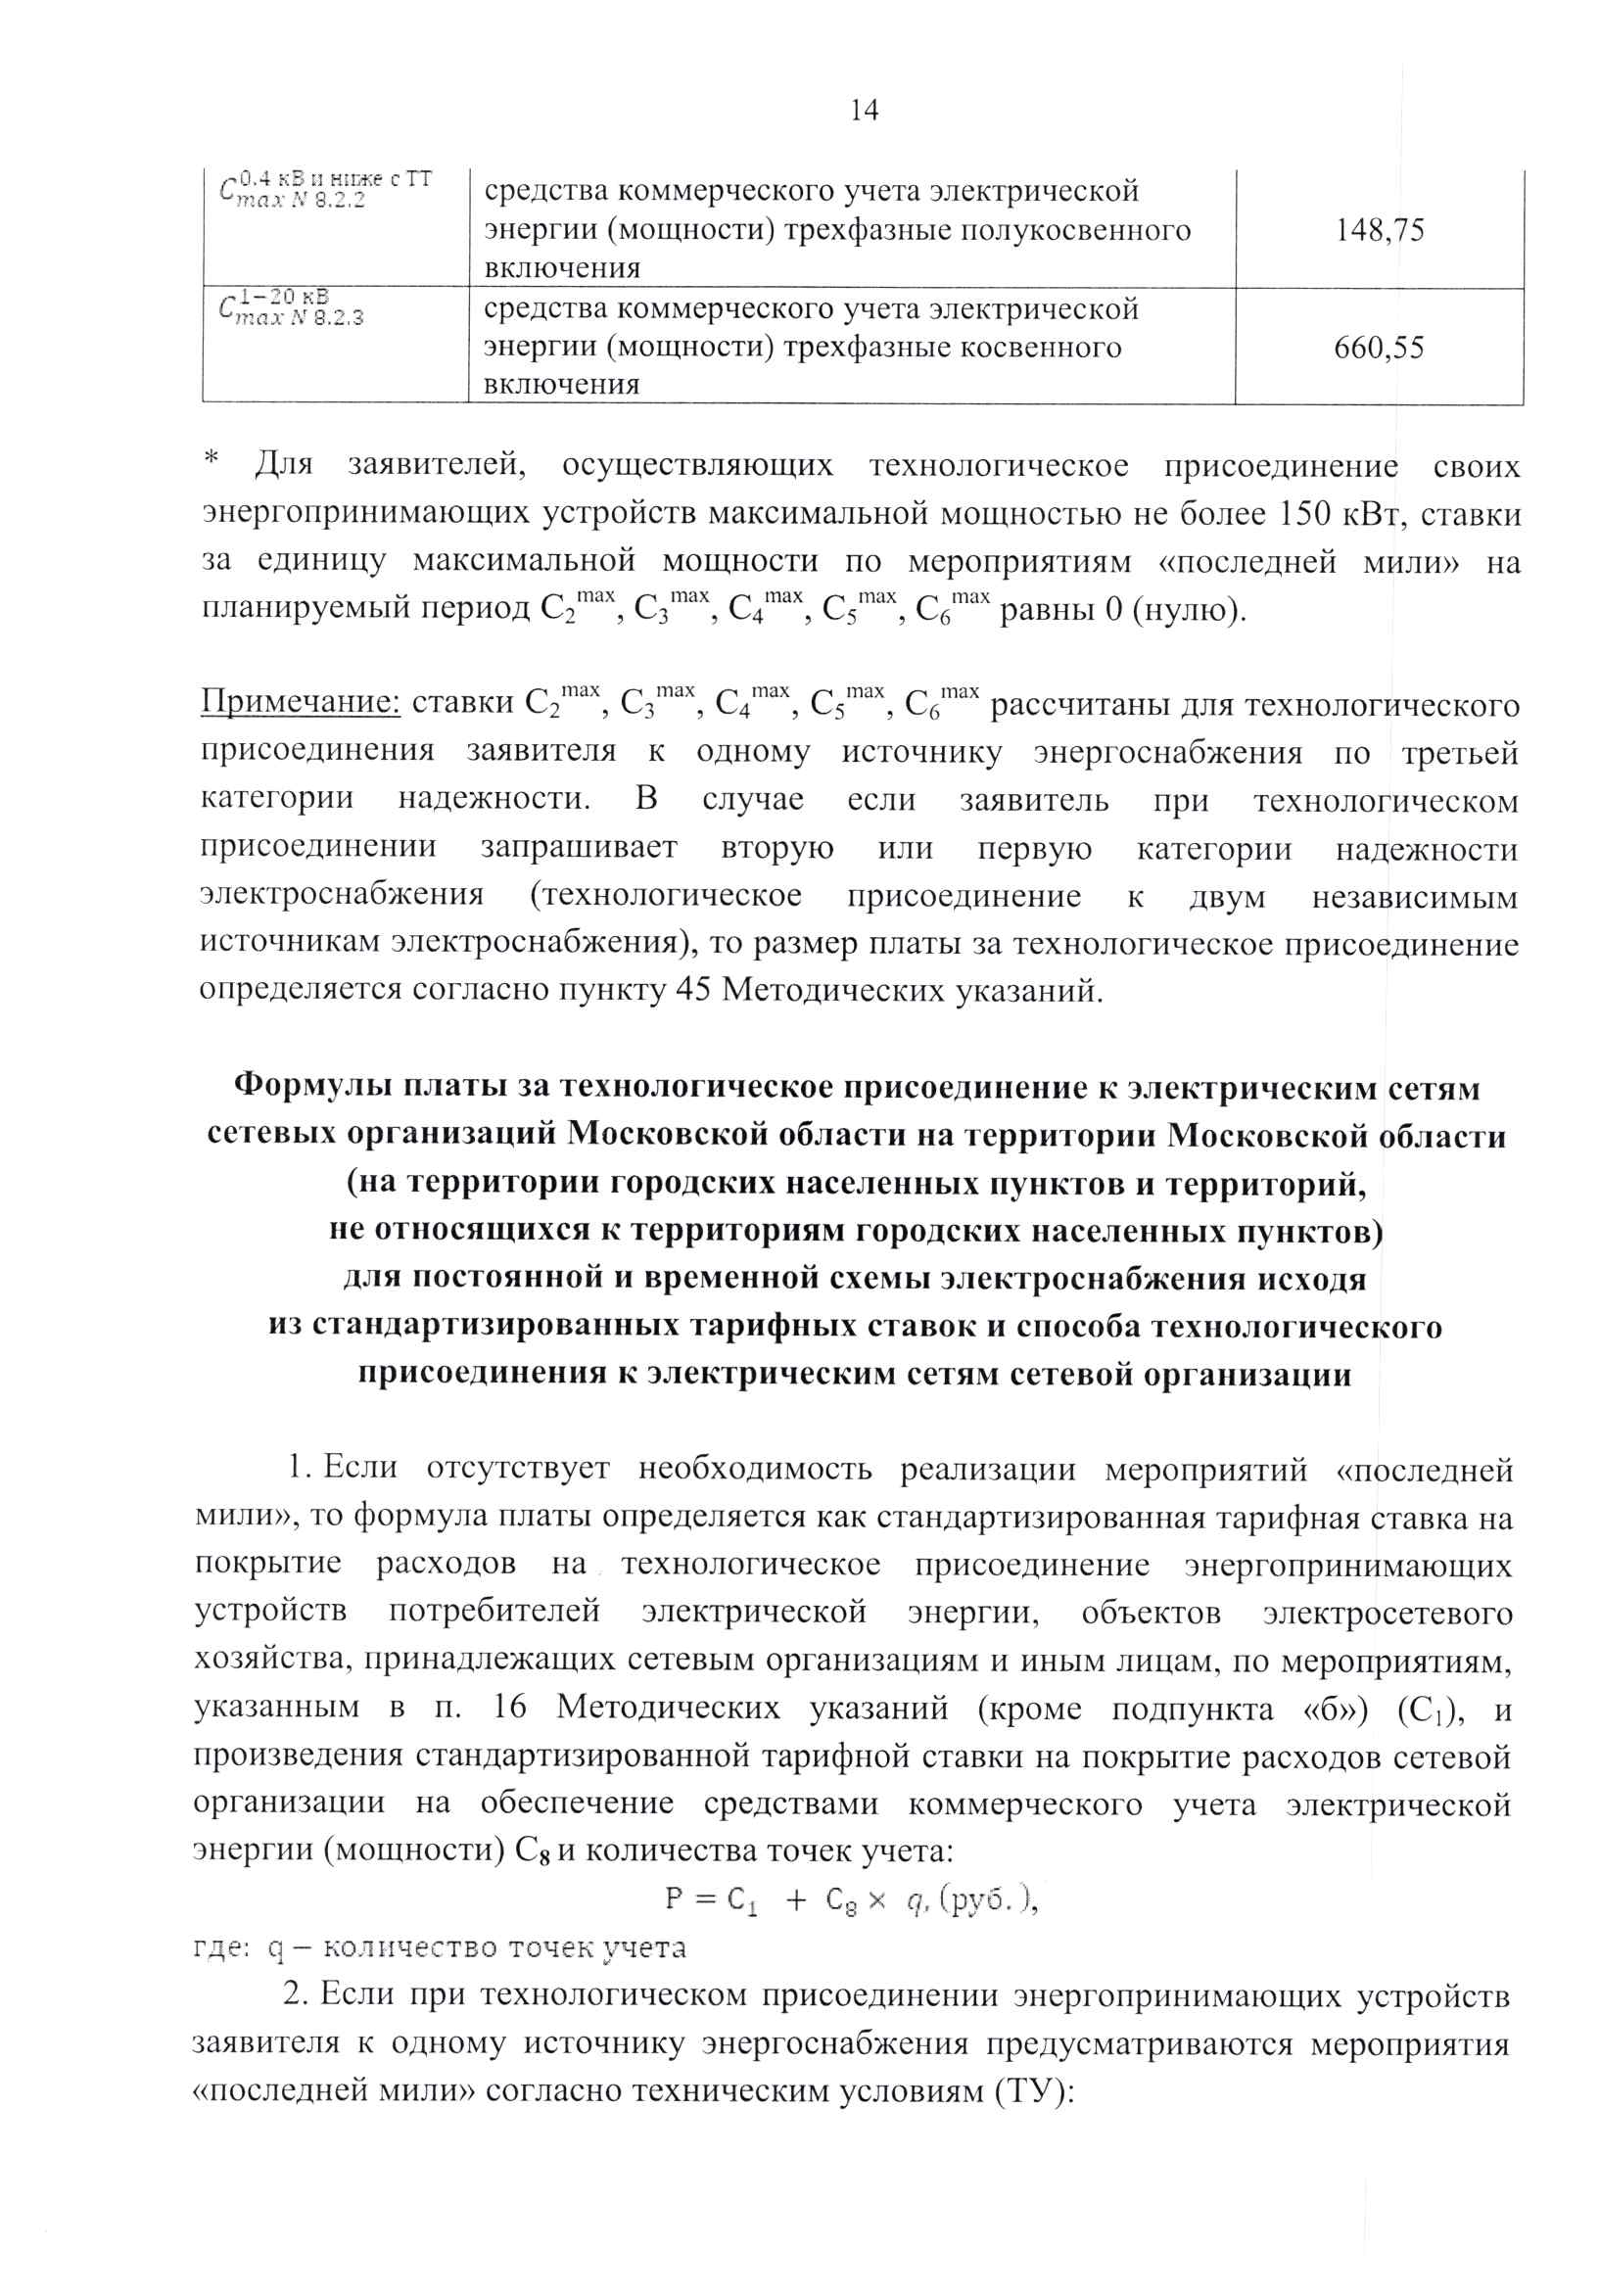 14
C 0.4 кВ и ниже с ТТ max N 8.2.2
средства коммерческого учета электрической
энергии (мощности) трехфазные полукосвенного
включения
148,75
C 1−20 кВ max N 8.2.3
средства коммерческого учета электрической
энергии (мощности) трехфазные косвенного
включения
660,55
* Для заявителей, осуществляющих технологическое присоединение своих
энергопринимающих устройств максимальной мощностью не более 150 кВт, ставки
за единицу максимальной мощности по мероприятиям «последней мили» на
планируемый период C₂max, C₃max, C₄max, C₅max, C₆max равны 0 (нулю).
Примечание: ставки C₂max, C₃max, C₄max, C₅max, C₆max рассчитаны для технологического
присоединения заявителя к одному источнику энергоснабжения по третьей
категории надежности. В случае если заявитель при технологическом
присоединении запрашивает вторую или первую категории надежности
электроснабжения (технологическое присоединение к двум независимым
источникам электроснабжения), то размер платы за технологическое присоединение
определяется согласно пункту 45 Методических указаний.
Формулы платы за технологическое присоединение к электрическим сетям
сетевых организаций Московской области на территории Московской области
(на территории городских населенных пунктов и территорий,
не относящихся к территориям городских населенных пунктов)
для постоянной и временной схемы электроснабжения исходя
из стандартизированных тарифных ставок и способа технологического
присоединения к электрическим сетям сетевой организации
1. Если отсутствует необходимость реализации мероприятий «последней
мили», то формула платы определяется как стандартизированная тарифная ставка на
покрытие расходов на технологическое присоединение энергопринимающих
устройств потребителей электрической энергии, объектов электросетевого
хозяйства, принадлежащих сетевым организациям и иным лицам, по мероприятиям,
указанным в п. 16 Методических указаний (кроме подпункта «б») (C₁), и
произведения стандартизированной тарифной ставки на покрытие расходов сетевой
организации на обеспечение средствами коммерческого учета электрической
энергии (мощности) C₈ и количества точек учета:
P = C₁ + C₈ × q, (руб.),
где: q – количество точек учета
2. Если при технологическом присоединении энергопринимающих устройств
заявителя к одному источнику энергоснабжения предусматриваются мероприятия
«последней мили» согласно техническим условиям (ТУ):